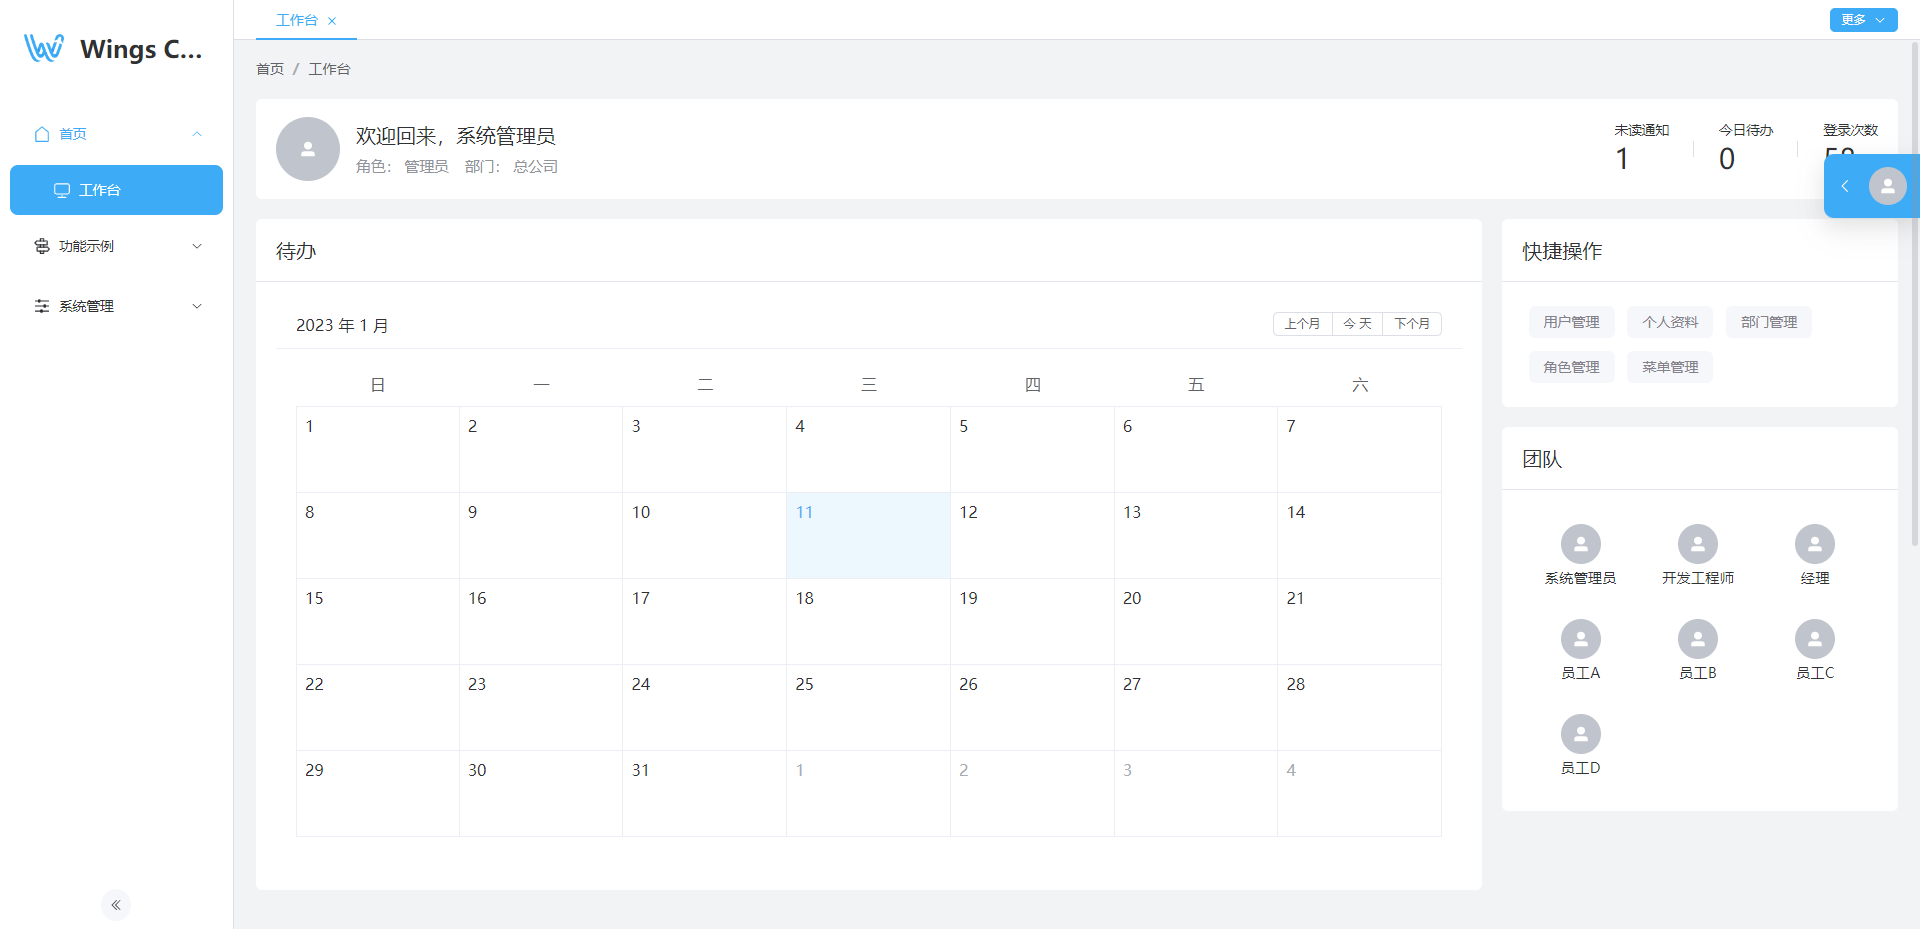 Wings C...
首页
工作台
功能示例
系统管理
工作台
更多
首页 / 工作台
欢迎回来，系统管理员
角色： 管理员 部门： 总公司
未读通知
1
今日待办
0
登录次数
待办
2023 年 1 月
上个月 今天 下个月
日 一 二 三 四 五 六
1 2 3 4 5 6 7
8 9 10 11 12 13 14
15 16 17 18 19 20 21
22 23 24 25 26 27 28
29 30 31 1 2 3 4
快捷操作
用户管理 个人资料 部门管理
角色管理 菜单管理
团队
系统管理员 开发工程师 经理
员工A 员工B 员工C
员工D